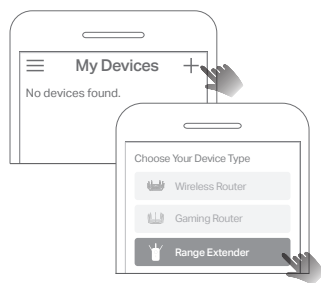 My Devices
No devices found.
Choose Your Device Type
Wireless Router
Gaming Router
Range Extender